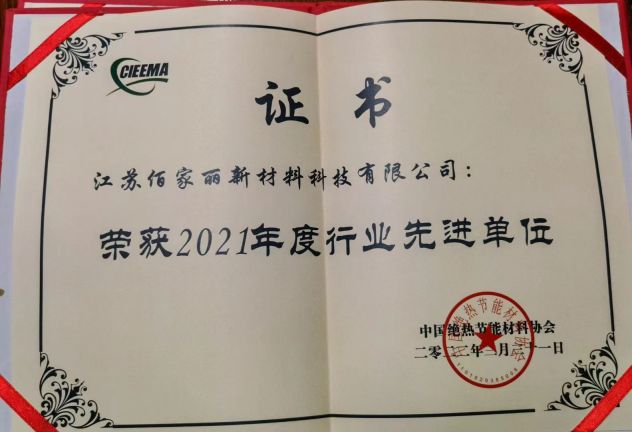 CIEEMA
证书
江苏佰家丽新材料科技有限公司：
荣获2021年度行业先进单位
中国绝热节能材料协会